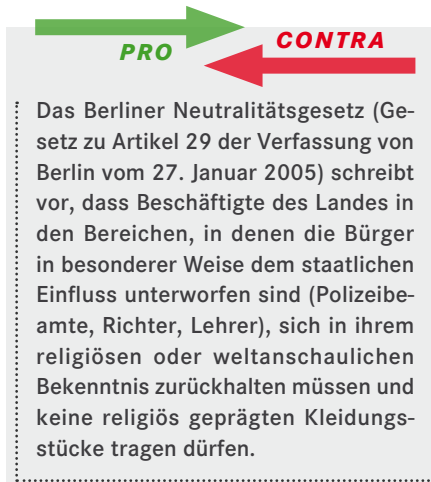 PRO
CONTRA
Das Berliner Neutralitätsgesetz (Ge-
setz zu Artikel 29 der Verfassung von
Berlin vom 27. Januar 2005) schreibt
vor, dass Beschäftigte des Landes in
den Bereichen, in denen die Bürger
in besonderer Weise dem staatlichen
Einfluss unterworfen sind (Polizeibe-
amte, Richter, Lehrer), sich in ihrem
religiösen oder weltanschaulichen
Bekenntnis zurückhalten müssen und
keine religiös geprägten Kleidungs-
stücke tragen dürfen.